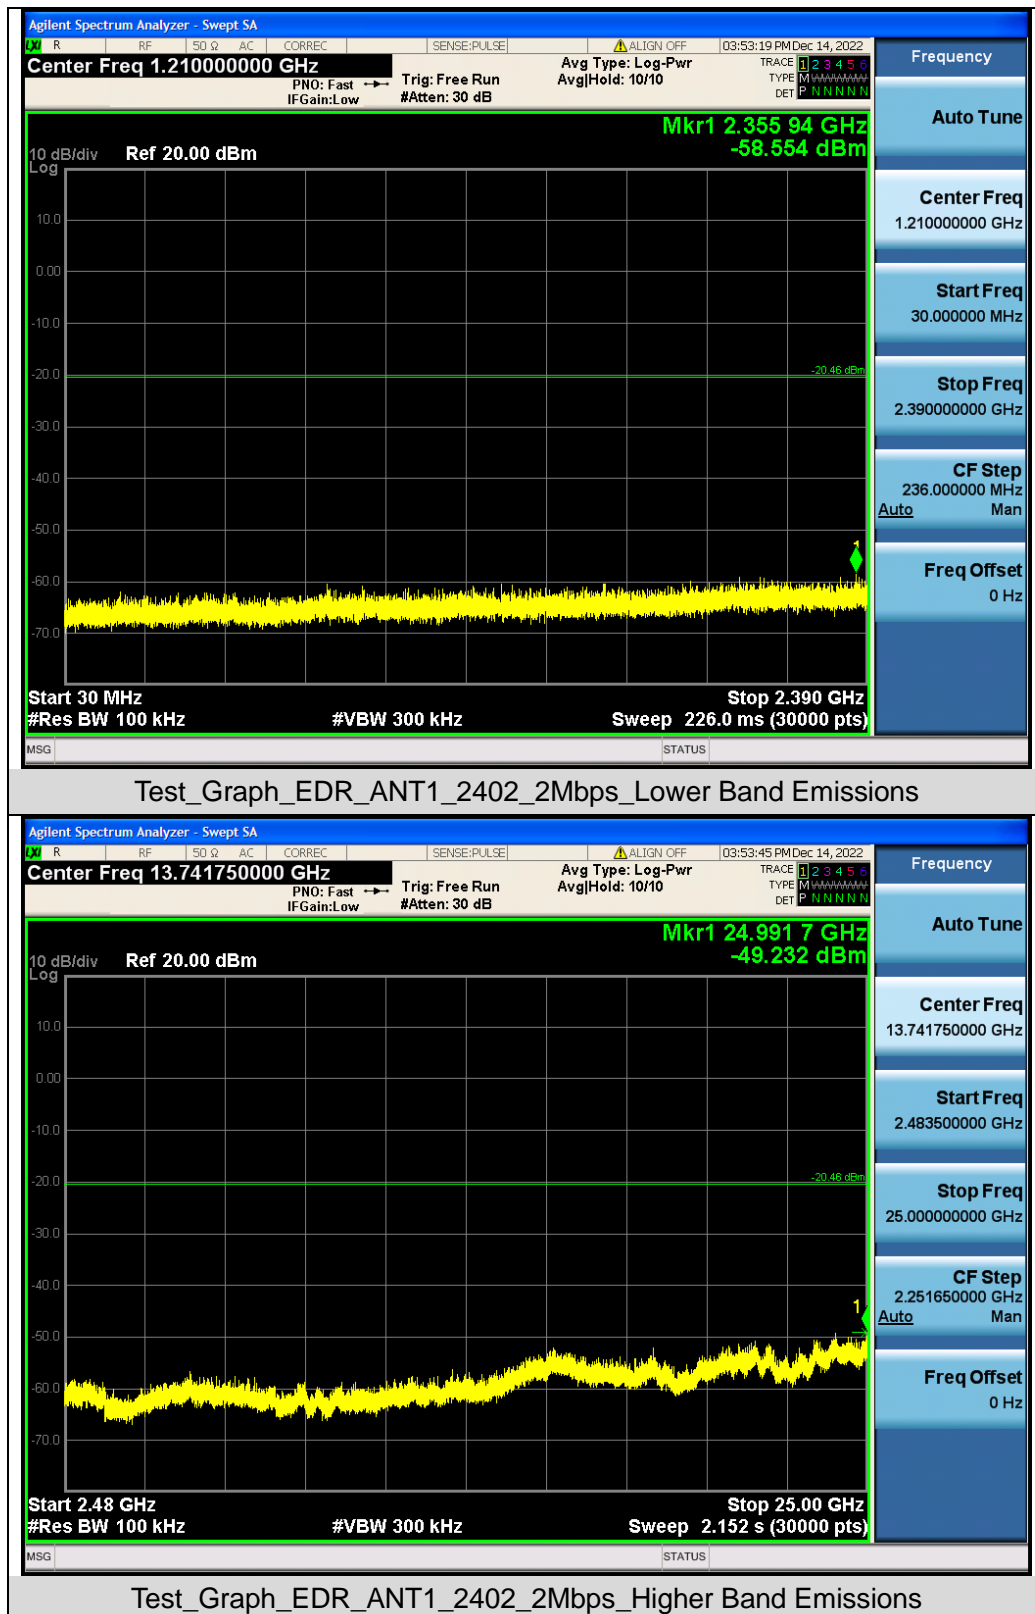 Agilent Spectrum Analyzer - Swept SA
LXI R RF 50 Ω AC CORREC SENSE:PULSE ALIGN OFF 03:53:19 PM Dec 14, 2022
Center Freq 1.210000000 GHz
PNO: Fast
IFGain:Low
Trig: Free Run
#Atten: 30 dB
Avg Type: Log-Pwr
Avg|Hold: 10/10
TRACE 1 2 3 4 5 6
TYPE M WWWWW
DET P N N N N N
Mkr1 2.355 94 GHz
-58.554 dBm
10 dB/div Ref 20.00 dBm
Log
10.0
0.00
-10.0
-20.0
-20.46 dBm
-30.0
-40.0
-50.0
1
-60.0
-70.0
Start 30 MHz Stop 2.390 GHz
#Res BW 100 kHz #VBW 300 kHz Sweep 226.0 ms (30000 pts)
MSG STATUS
Frequency
Auto Tune
Center Freq
1.210000000 GHz
Start Freq
30.000000 MHz
Stop Freq
2.390000000 GHz
CF Step
236.000000 MHz
Auto Man
Freq Offset
0 Hz
Test_Graph_EDR_ANT1_2402_2Mbps_Lower Band Emissions
Agilent Spectrum Analyzer - Swept SA
LXI R RF 50 Ω AC CORREC SENSE:PULSE ALIGN OFF 03:53:45 PM Dec 14, 2022
Center Freq 13.741750000 GHz
PNO: Fast
IFGain:Low
Trig: Free Run
#Atten: 30 dB
Avg Type: Log-Pwr
Avg|Hold: 10/10
TRACE 1 2 3 4 5 6
TYPE M WWWWW
DET P N N N N N
Mkr1 24.991 7 GHz
-49.232 dBm
10 dB/div Ref 20.00 dBm
Log
10.0
0.00
-10.0
-20.0
-20.46 dBm
-30.0
-40.0
1
-50.0
-60.0
-70.0
Start 2.48 GHz Stop 25.00 GHz
#Res BW 100 kHz #VBW 300 kHz Sweep 2.152 s (30000 pts)
MSG STATUS
Frequency
Auto Tune
Center Freq
13.741750000 GHz
Start Freq
2.483500000 GHz
Stop Freq
25.000000000 GHz
CF Step
2.251650000 GHz
Auto Man
Freq Offset
0 Hz
Test_Graph_EDR_ANT1_2402_2Mbps_Higher Band Emissions